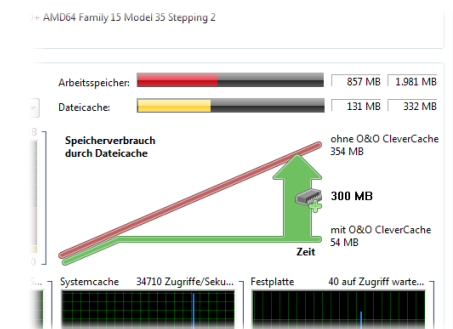 AMD64 Family 15 Model 35 Stepping 2
Arbeitsspeicher: 857 MB 1.981 MB
Dateicache: 131 MB 332 MB
Speicherverbrauch
durch Dateicache
ohne O&O CleverCache
354 MB
300 MB
mit O&O CleverCache
54 MB
Zeit
Systemcache 34710 Zugriffe/Seku...
Festplatte 40 auf Zugriff warte...